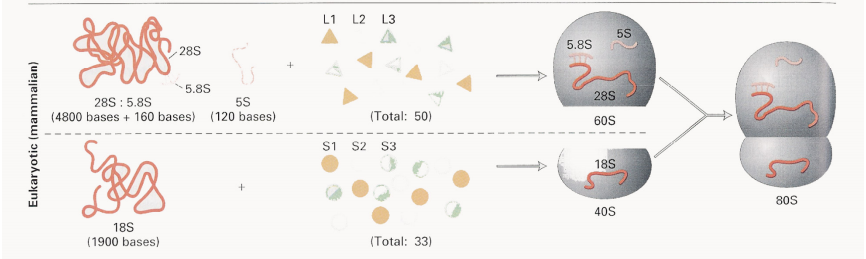 Eukaryotic (mammalian)
28S
5.8S
28S : 5.8S
(4800 bases + 160 bases)
5S
(120 bases)
+
L1 L2 L3
(Total: 50)
5.8S
5S
28S
60S
18S
(1900 bases)
+
S1 S2 S3
(Total: 33)
18S
40S
80S